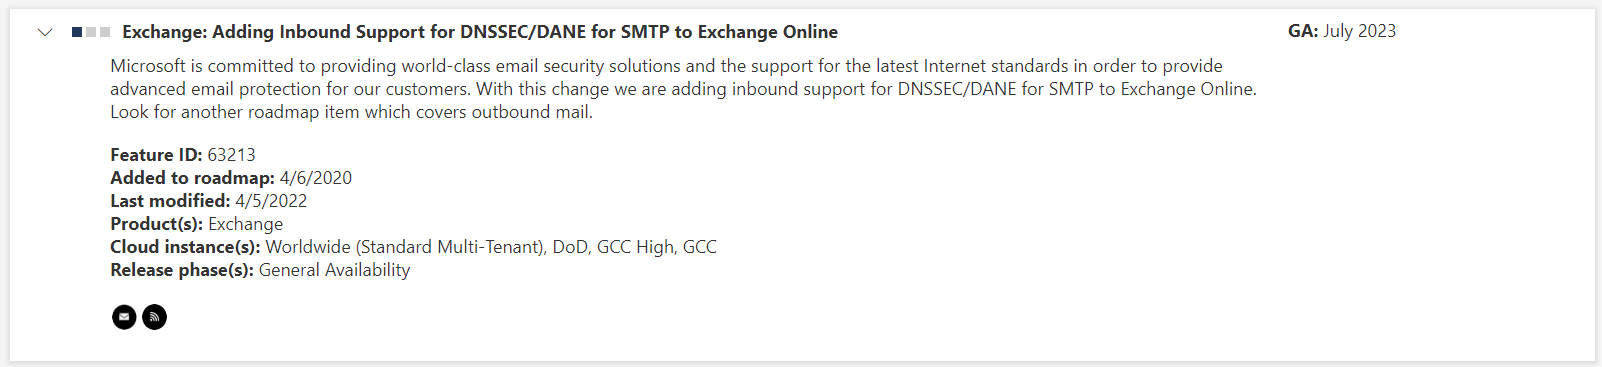 Exchange: Adding Inbound Support for DNSSEC/DANE for SMTP to Exchange Online
GA: July 2023
Microsoft is committed to providing world-class email security solutions and the support for the latest Internet standards in order to provide
advanced email protection for our customers. With this change we are adding inbound support for DNSSEC/DANE for SMTP to Exchange Online.
Look for another roadmap item which covers outbound mail.
Feature ID: 63213
Added to roadmap: 4/6/2020
Last modified: 4/5/2022
Product(s): Exchange
Cloud instance(s): Worldwide (Standard Multi-Tenant), DoD, GCC High, GCC
Release phase(s): General Availability